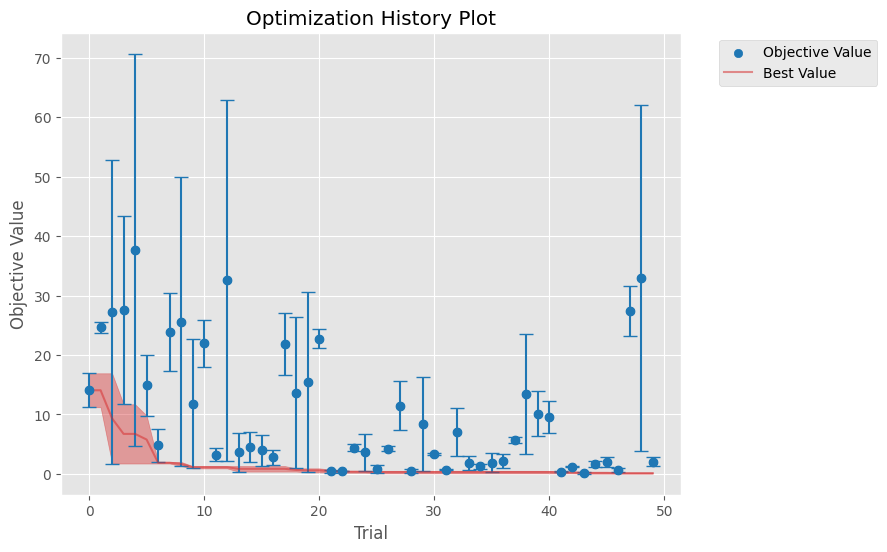 Optimization History Plot
Objective Value
Best Value
Objective Value
70
60
50
40
30
20
10
0
0 10 20 30 40 50
Trial